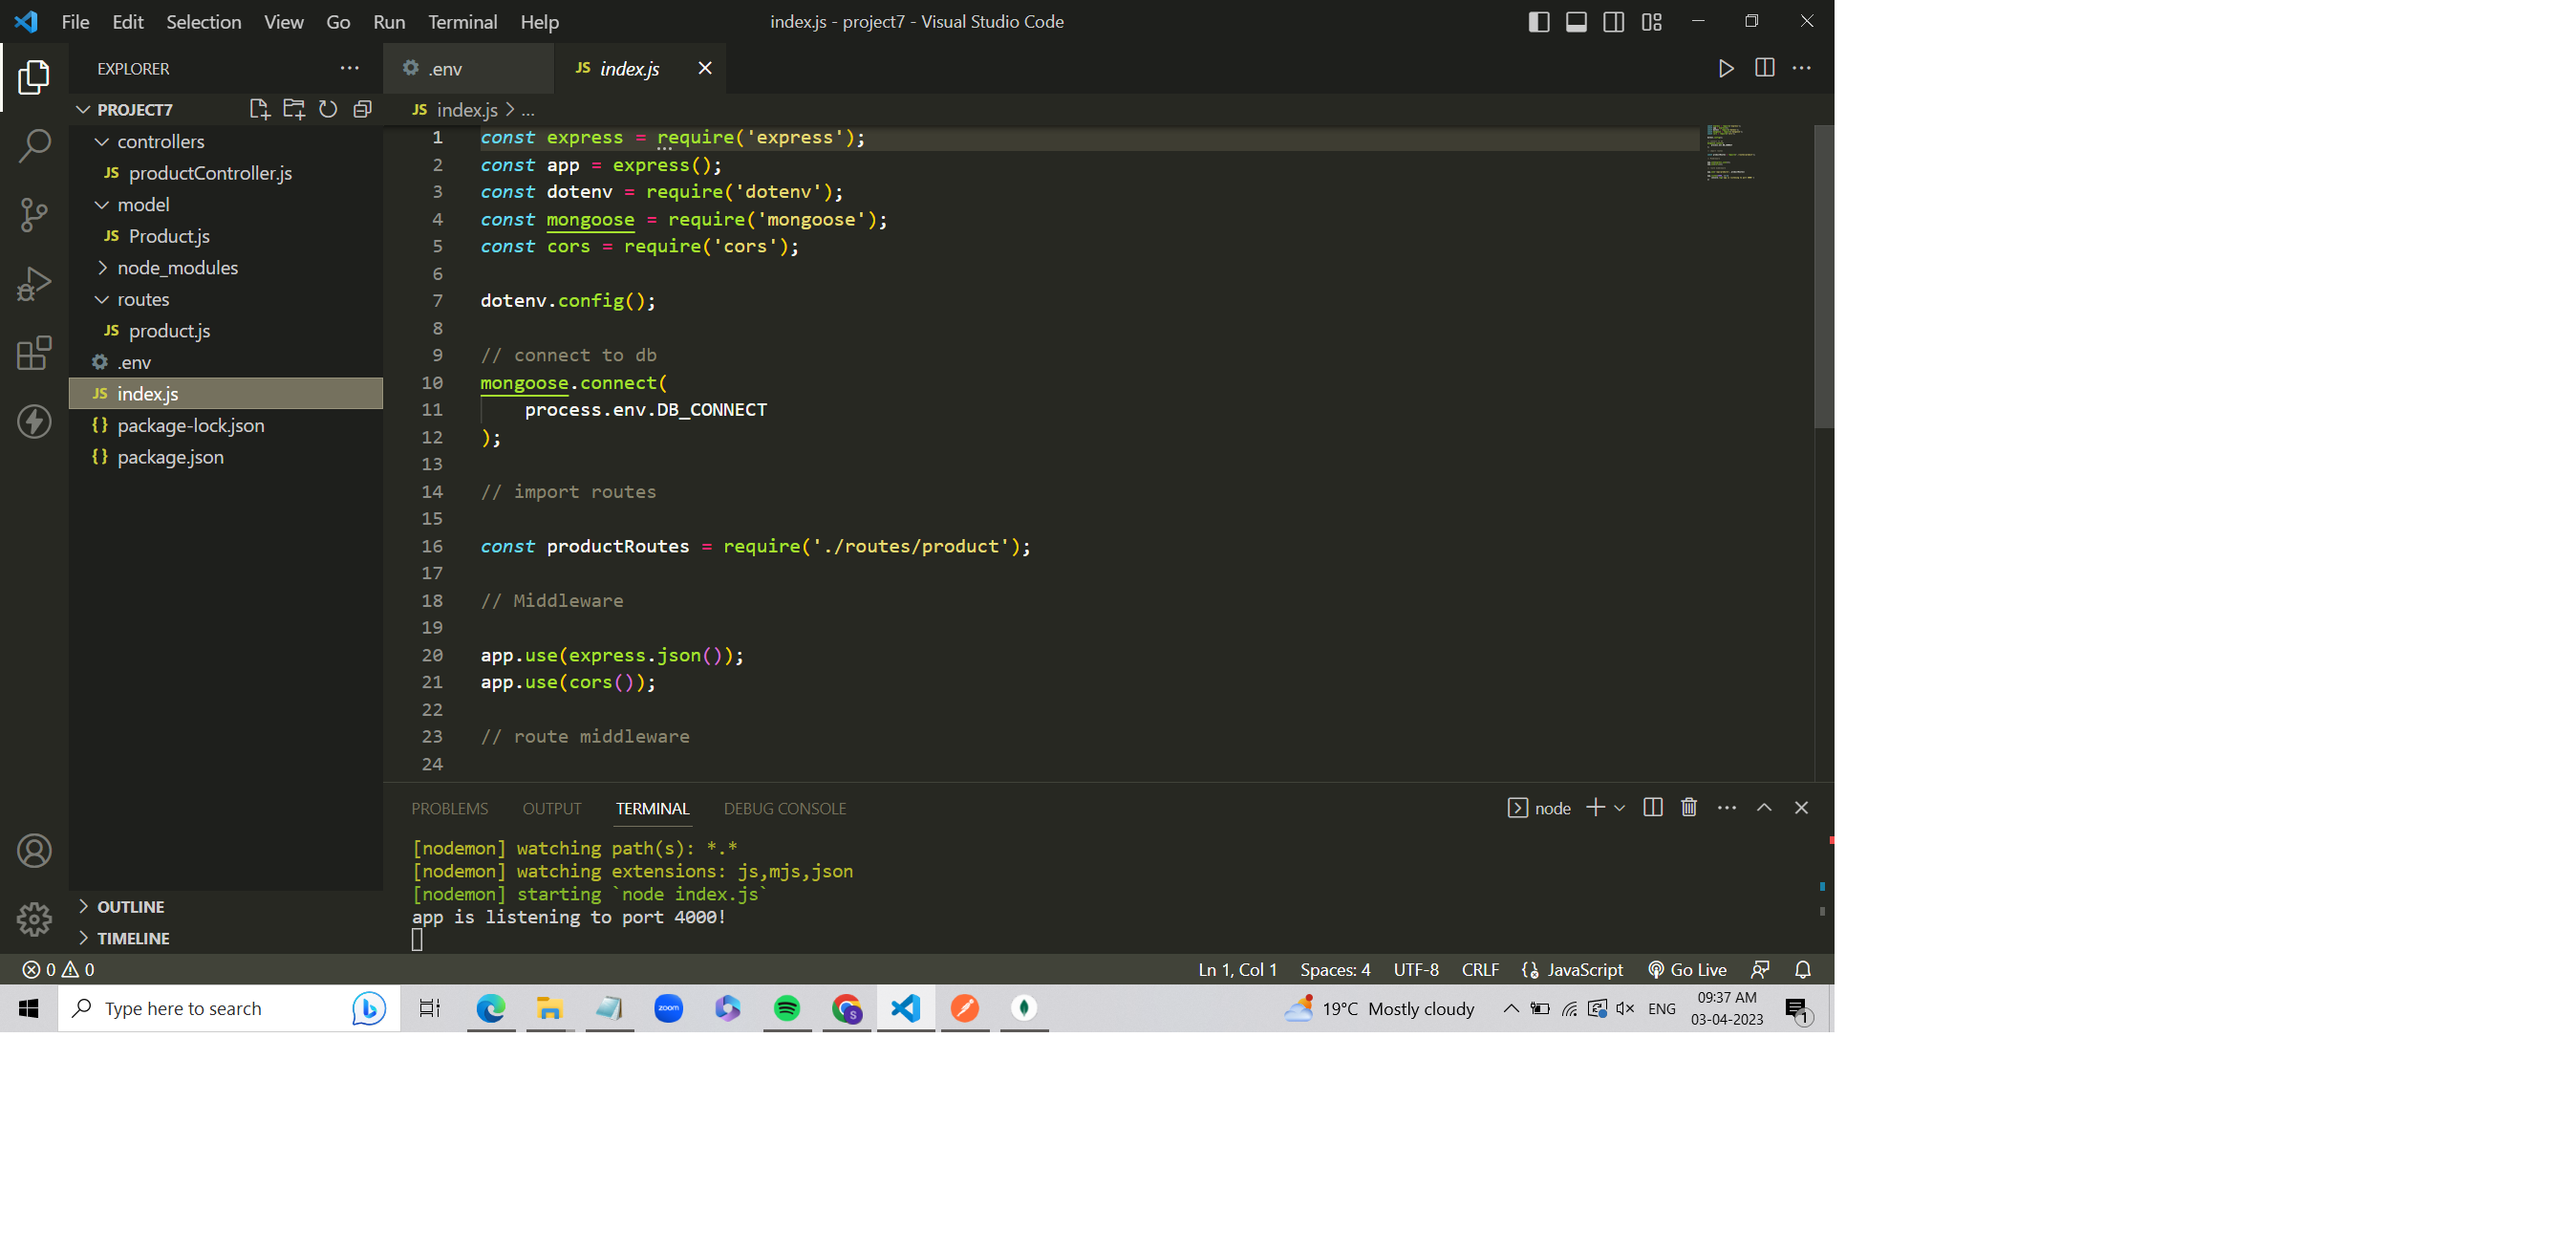 File Edit Selection View Go Run Terminal Help
index.js - project7 - Visual Studio Code
EXPLORER
.env
JS index.js
PROJECT7
JS index.js > ...
controllers
JS productController.js
model
JS Product.js
node_modules
routes
JS product.js
.env
JS index.js
{} package-lock.json
{} package.json
OUTLINE
TIMELINE
1 const express = require('express');
2 const app = express();
3 const dotenv = require('dotenv');
4 const mongoose = require('mongoose');
5 const cors = require('cors');
6
7 dotenv.config();
8
9 // connect to db
10 mongoose.connect(
11 process.env.DB_CONNECT
12 );
13
14 // import routes
15
16 const productRoutes = require('./routes/product');
17
18 // Middleware
19
20 app.use(express.json());
21 app.use(cors());
22
23 // route middleware
24
PROBLEMS OUTPUT TERMINAL DEBUG CONSOLE
node
[nodemon] watching path(s): *.*
[nodemon] watching extensions: js,mjs,json
[nodemon] starting `node index.js`
app is listening to port 4000!
0 0
Ln 1, Col 1 Spaces: 4 UTF-8 CRLF {} JavaScript Go Live
Type here to search
zoom
S
19°C Mostly cloudy
ENG
09:37 AM
03-04-2023
1